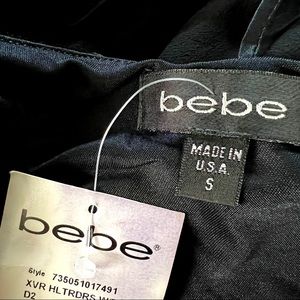 bebe
MADE IN
U.S.A.
S
bebe®
Style 735051017491
XVR HLTRDRS
D2